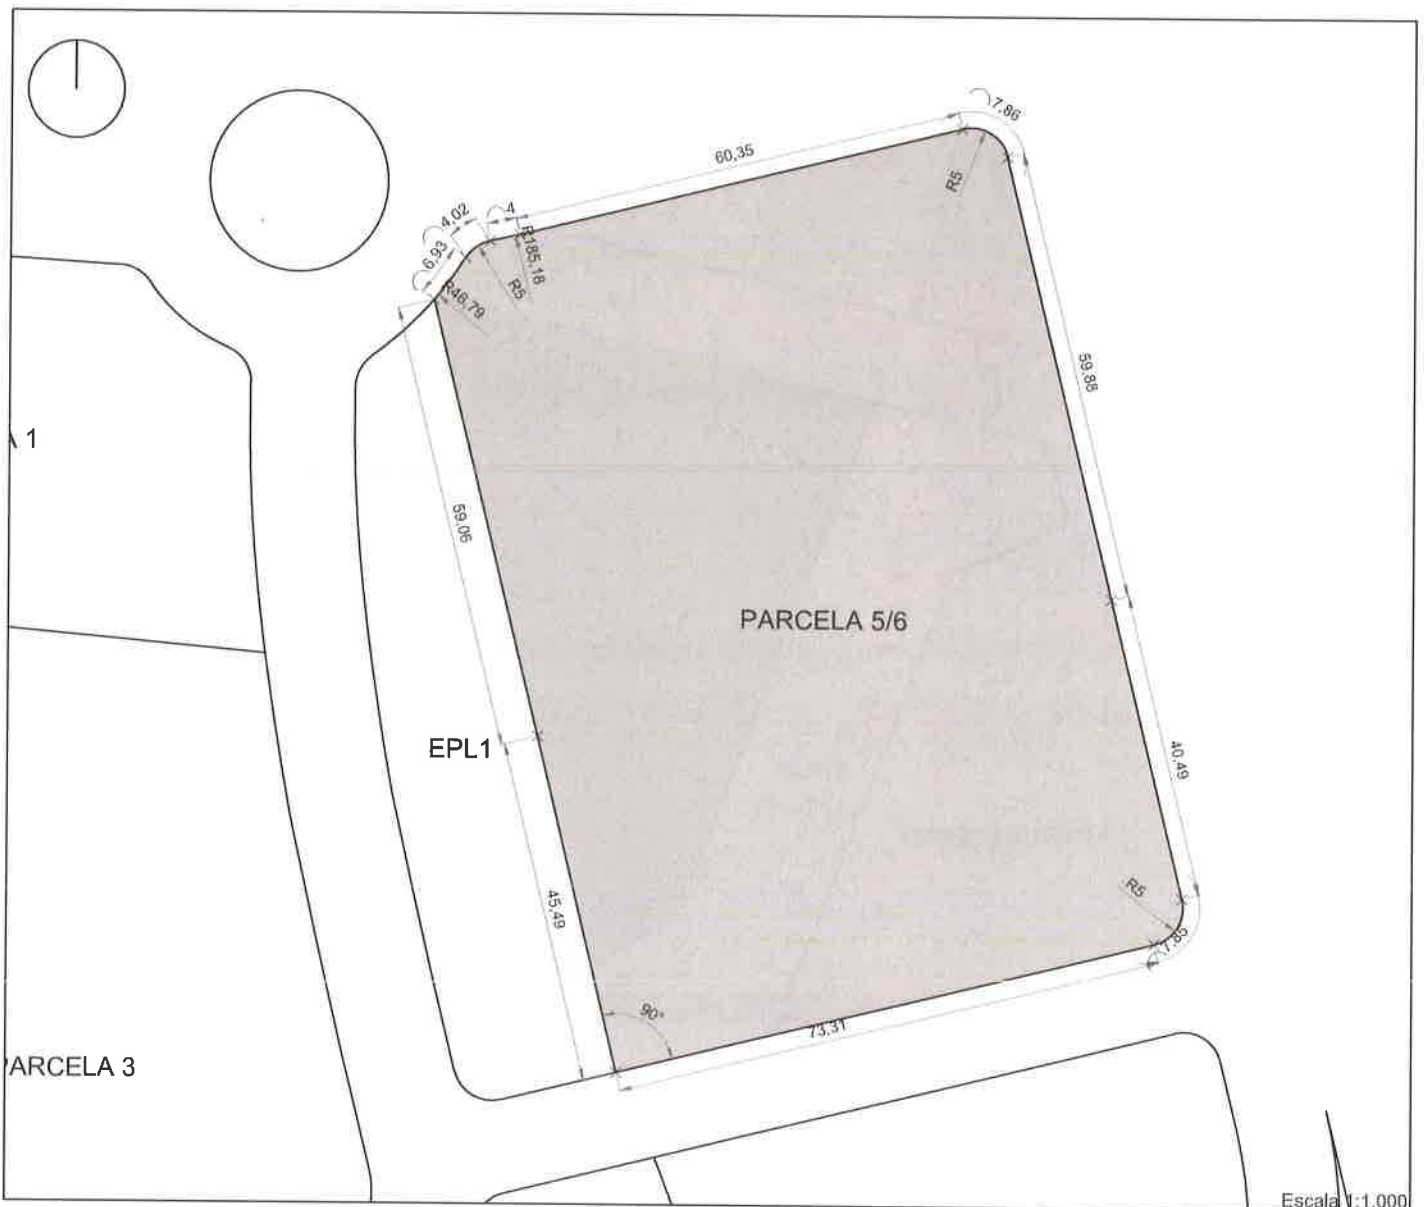 7,86
60,35
R5
4
4,02
R185,18
6,93
R5
R46,79
59,88
A 1
59,06
PARCELA 5/6
EPL1
40,49
R5
45,49
7,85
90°
73,31
PARCELA 3
Escala 1:1.000